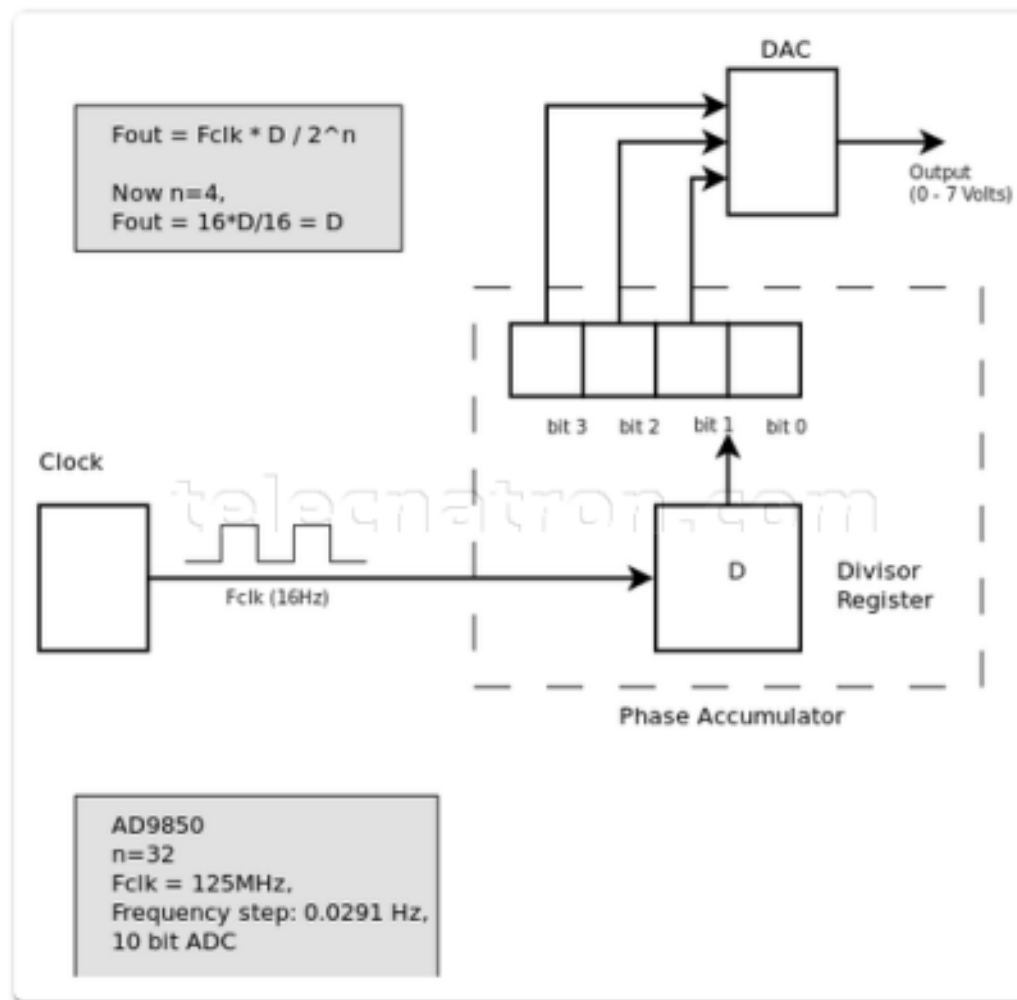 DAC
Fout = Fclk * D / 2^n
Now n=4,
Fout = 16*D/16 = D
Output
(0 - 7 Volts)
bit 3
bit 2
bit 1
bit 0
Clock
telecnatron.com
Fclk (16Hz)
D
Divisor
Register
Phase Accumulator
AD9850
n=32
Fclk = 125MHz,
Frequency step: 0.0291 Hz,
10 bit ADC